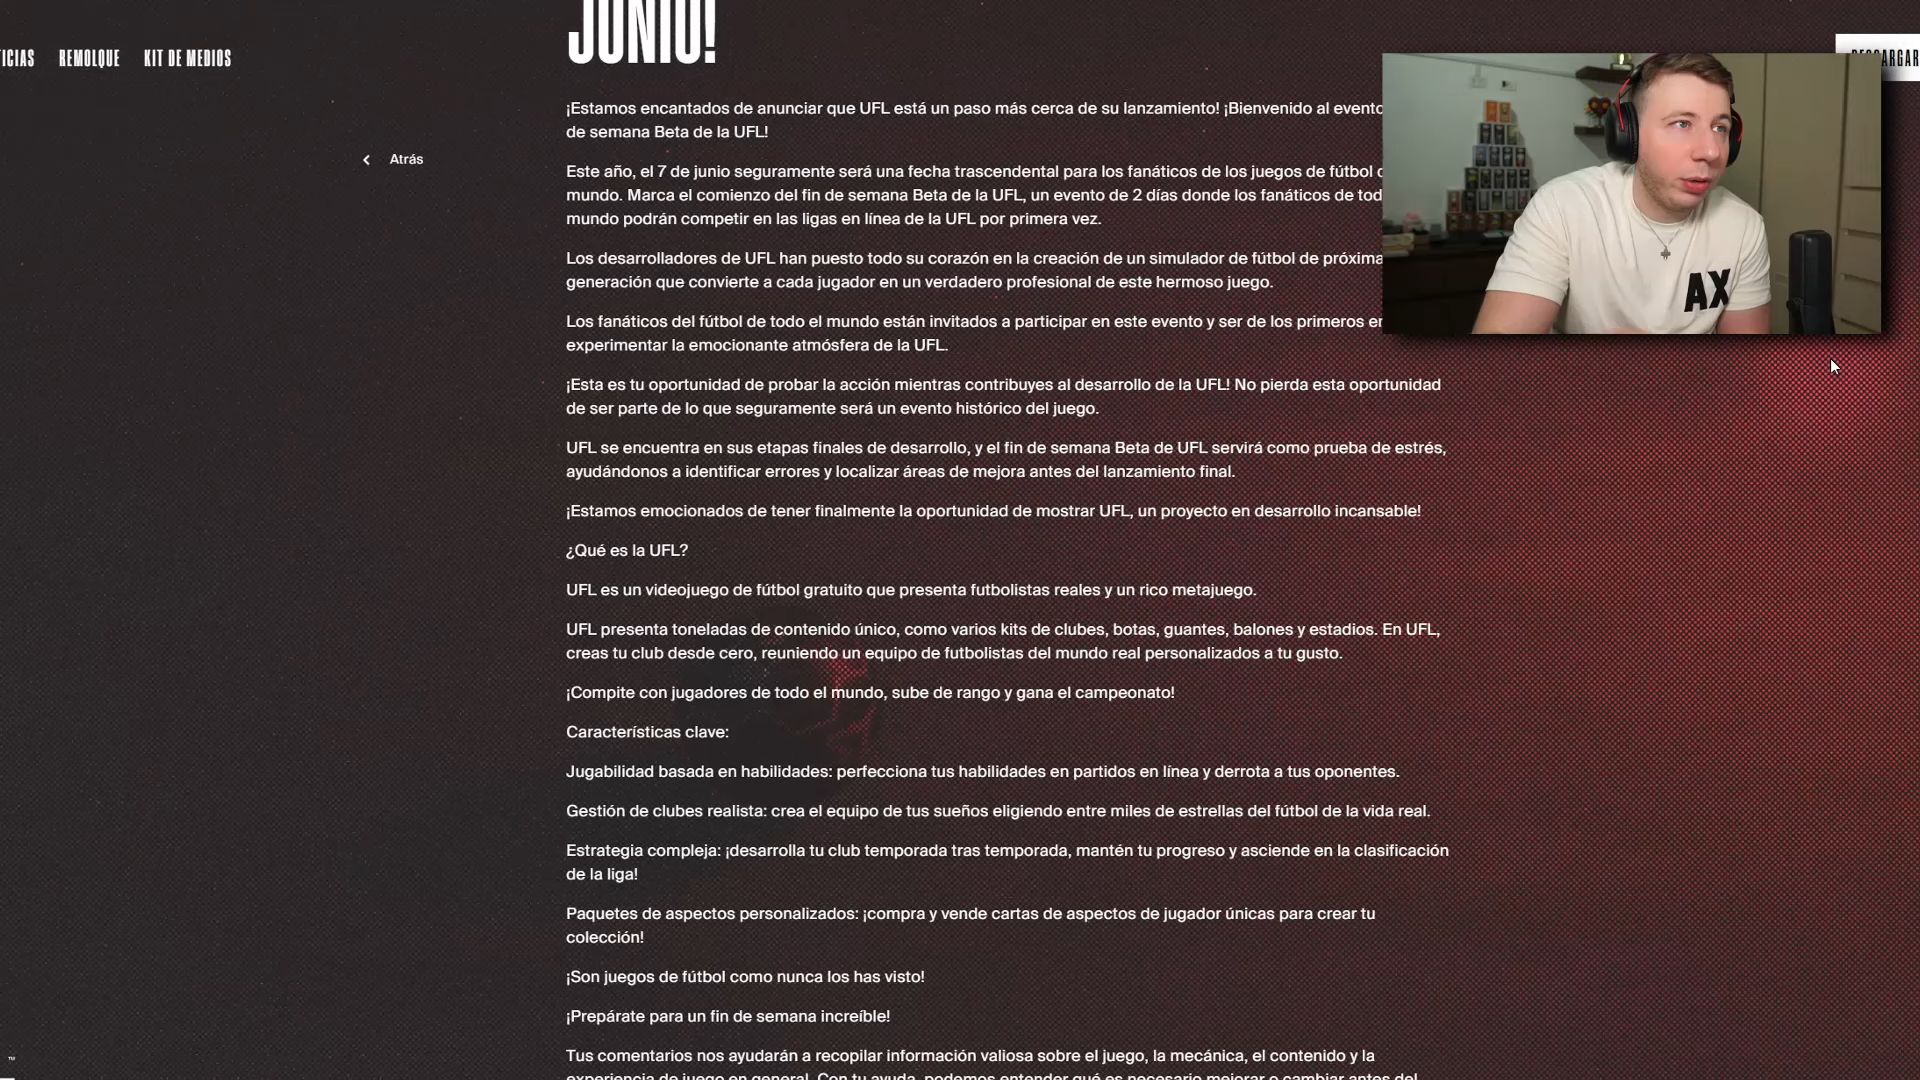 JUNIO!
REMOLQUE
KIT DE MEDIOS
¡Estamos encantados de anunciar que UFL está un paso más cerca de su lanzamiento! ¡Bienvenido al evento
de semana Beta de la UFL!
Atrás
Este año, el 7 de junio seguramente será una fecha trascendental para los fanáticos de los juegos de fútbol
mundo. Marca el comienzo del fin de semana Beta de la UFL, un evento de 2 días donde los fanáticos de
mundo podrán competir en las ligas en línea de la UFL por primera vez.
Los desarrolladores de UFL han puesto todo su corazón en la creación de un simulador de fútbol de próxima
generación que convierte a cada jugador en un verdadero profesional de este hermoso juego.
Los fanáticos del fútbol de todo el mundo están invitados a participar en este evento y ser de los primeros
experimentar la emocionante atmósfera de la UFL.
AX
¡Esta es tu oportunidad de probar la acción mientras contribuyes al desarrollo de la UFL! No pierda esta oportunidad
de ser parte de lo que seguramente será un evento histórico del juego.
UFL se encuentra en sus etapas finales de desarrollo, y el fin de semana Beta de UFL servirá como prueba de estrés,
ayudándonos a identificar errores y localizar áreas de mejora antes del lanzamiento final.
¡Estamos emocionados de tener finalmente la oportunidad de mostrar UFL, un proyecto en desarrollo incansable!
¿Qué es la UFL?
UFL es un videojuego de fútbol gratuito que presenta futbolistas reales y un rico metajuego.
UFL presenta toneladas de contenido único, como varios kits de clubes, botas, guantes, balones y estadios. En UFL,
creas tu club desde cero, reuniendo un equipo de futbolistas del mundo real personalizados a tu gusto.
¡Compite con jugadores de todo el mundo, sube de rango y gana el campeonato!
Características clave:
Jugabilidad basada en habilidades: perfecciona tus habilidades en partidos en línea y derrota a tus oponentes.
Gestión de clubes realista: crea el equipo de tus sueños eligiendo entre miles de estrellas del fútbol de la vida real.
Estrategia compleja: ¡desarrolla tu club temporada tras temporada, mantén tu progreso y asciende en la clasificación
de la liga!
Paquetes de aspectos personalizados: ¡compra y vende cartas de aspectos de jugador únicas para crear tu
colección!
¡Son juegos de fútbol como nunca los has visto!
¡Prepárate para un fin de semana increíble!
Tus comentarios nos ayudarán a recopilar información valiosa sobre el juego, la mecánica, el contenido y la
experiencia de juego en general. Con tu ayuda, podemos entender qué es necesario mejorar o cambiar antes del